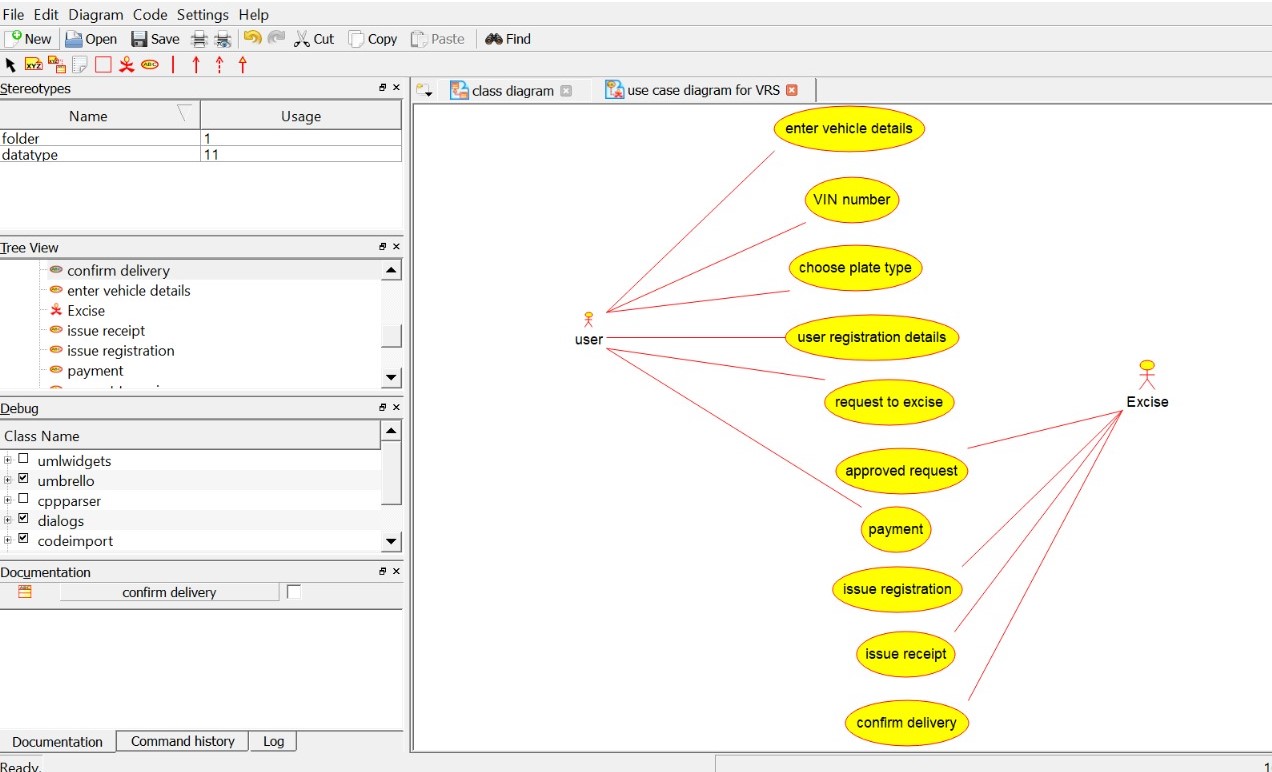 File Edit Diagram Code Settings Help
New Open Save Cut Copy Paste Find
XYZ ABC
Stereotypes
Name Usage
folder 1
datatype 11
Tree View
confirm delivery
enter vehicle details
Excise
issue receipt
issue registration
payment
Debug
Class Name
umlwidgets
umbrello
cppparser
dialogs
codeimport
Documentation
confirm delivery
Documentation Command history Log
Ready.
class diagram use case diagram for VRS
enter vehicle details
VIN number
choose plate type
user
user registration details
request to excise
Excise
approved request
payment
issue registration
issue receipt
confirm delivery